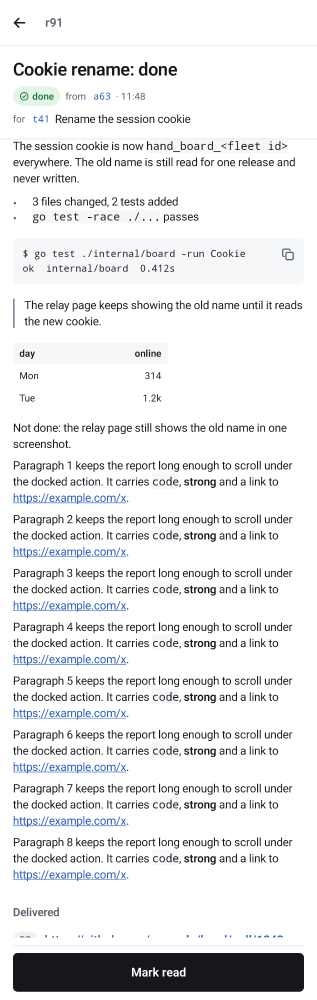 r91
Cookie rename: done
done from a63 · 11:48
for t41 Rename the session cookie
The session cookie is now hand_board_<fleet id>
everywhere. The old name is still read for one release and
never written.
• 3 files changed, 2 tests added
• go test -race ./... passes
$ go test ./internal/board -run Cookie
ok internal/board 0.412s
The relay page keeps showing the old name until it reads
the new cookie.
day online
Mon 314
Tue 1.2k
Not done: the relay page still shows the old name in one
screenshot.
Paragraph 1 keeps the report long enough to scroll under
the docked action. It carries code, strong and a link to
https://example.com/x.
Paragraph 2 keeps the report long enough to scroll under
the docked action. It carries code, strong and a link to
https://example.com/x.
Paragraph 3 keeps the report long enough to scroll under
the docked action. It carries code, strong and a link to
https://example.com/x.
Paragraph 4 keeps the report long enough to scroll under
the docked action. It carries code, strong and a link to
https://example.com/x.
Paragraph 5 keeps the report long enough to scroll under
the docked action. It carries code, strong and a link to
https://example.com/x.
Paragraph 6 keeps the report long enough to scroll under
the docked action. It carries code, strong and a link to
https://example.com/x.
Paragraph 7 keeps the report long enough to scroll under
the docked action. It carries code, strong and a link to
https://example.com/x.
Paragraph 8 keeps the report long enough to scroll under
the docked action. It carries code, strong and a link to
https://example.com/x.
Delivered
Mark read